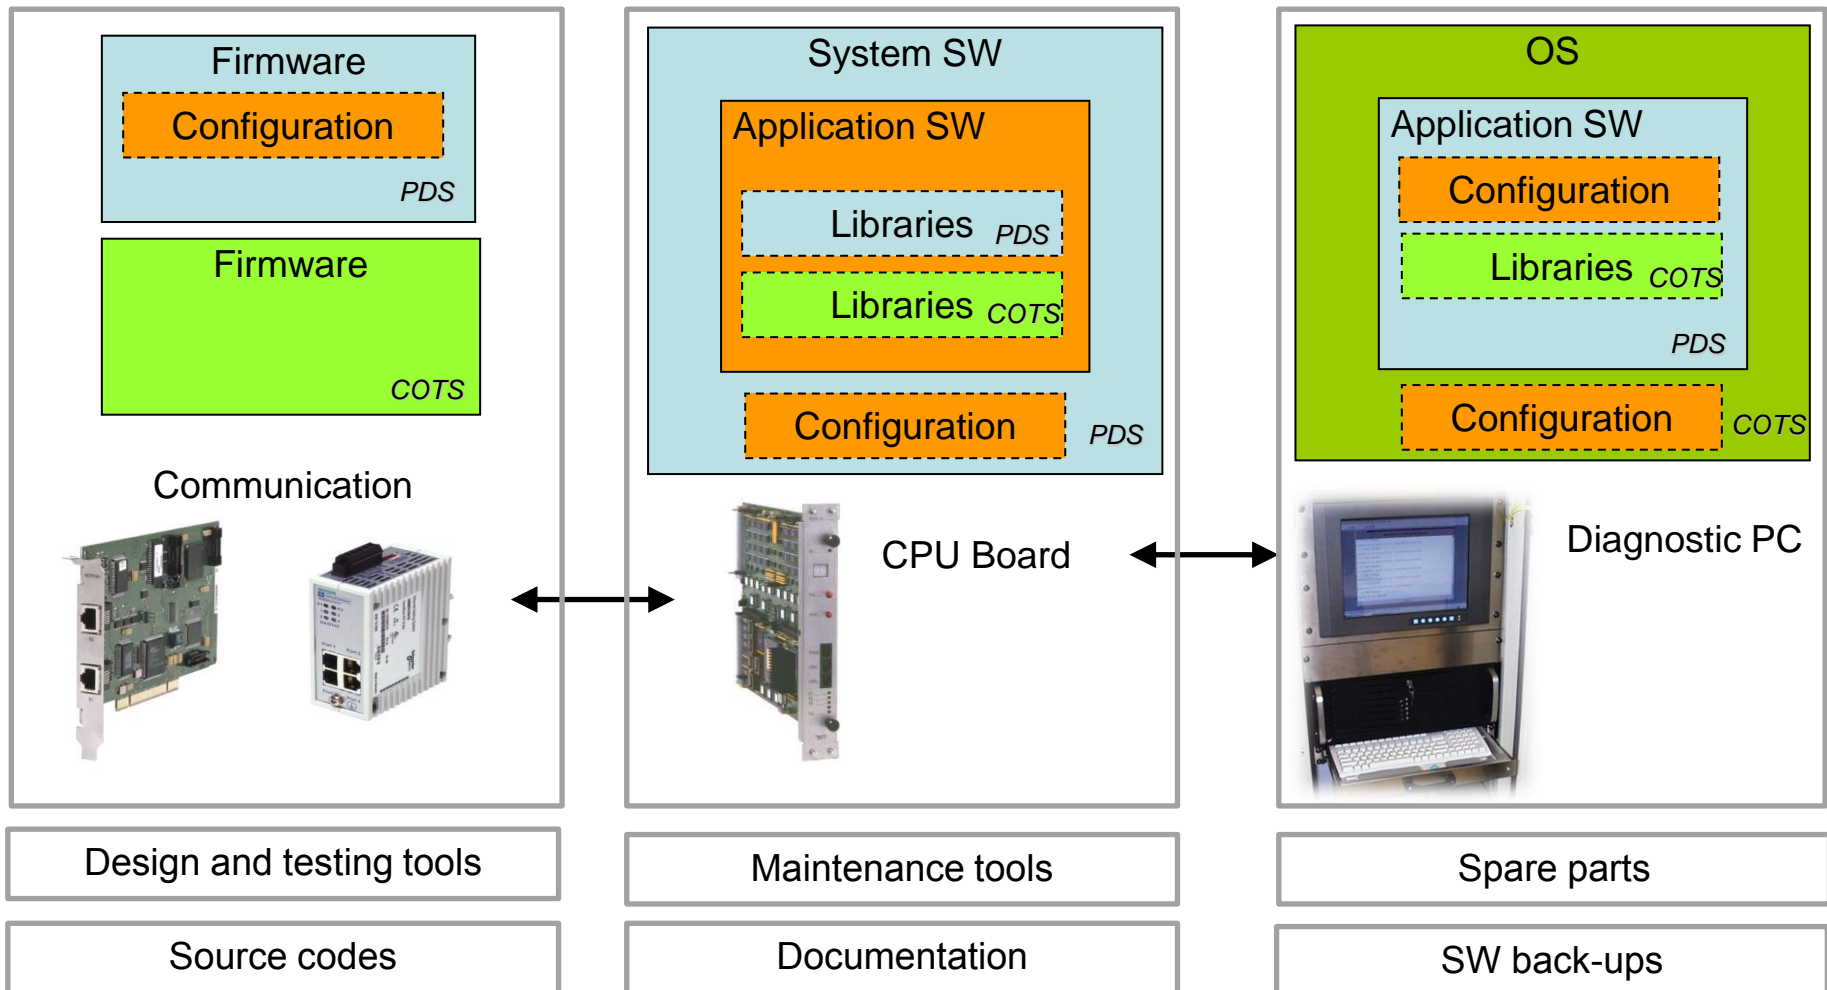 Firmware
Configuration
PDS
Firmware
COTS
Communication
System SW
Application SW
Libraries PDS
Libraries COTS
Configuration PDS
CPU Board
OS
Application SW
Configuration
Libraries COTS
PDS
Configuration COTS
Diagnostic PC
Design and testing tools
Maintenance tools
Spare parts
Source codes
Documentation
SW back-ups